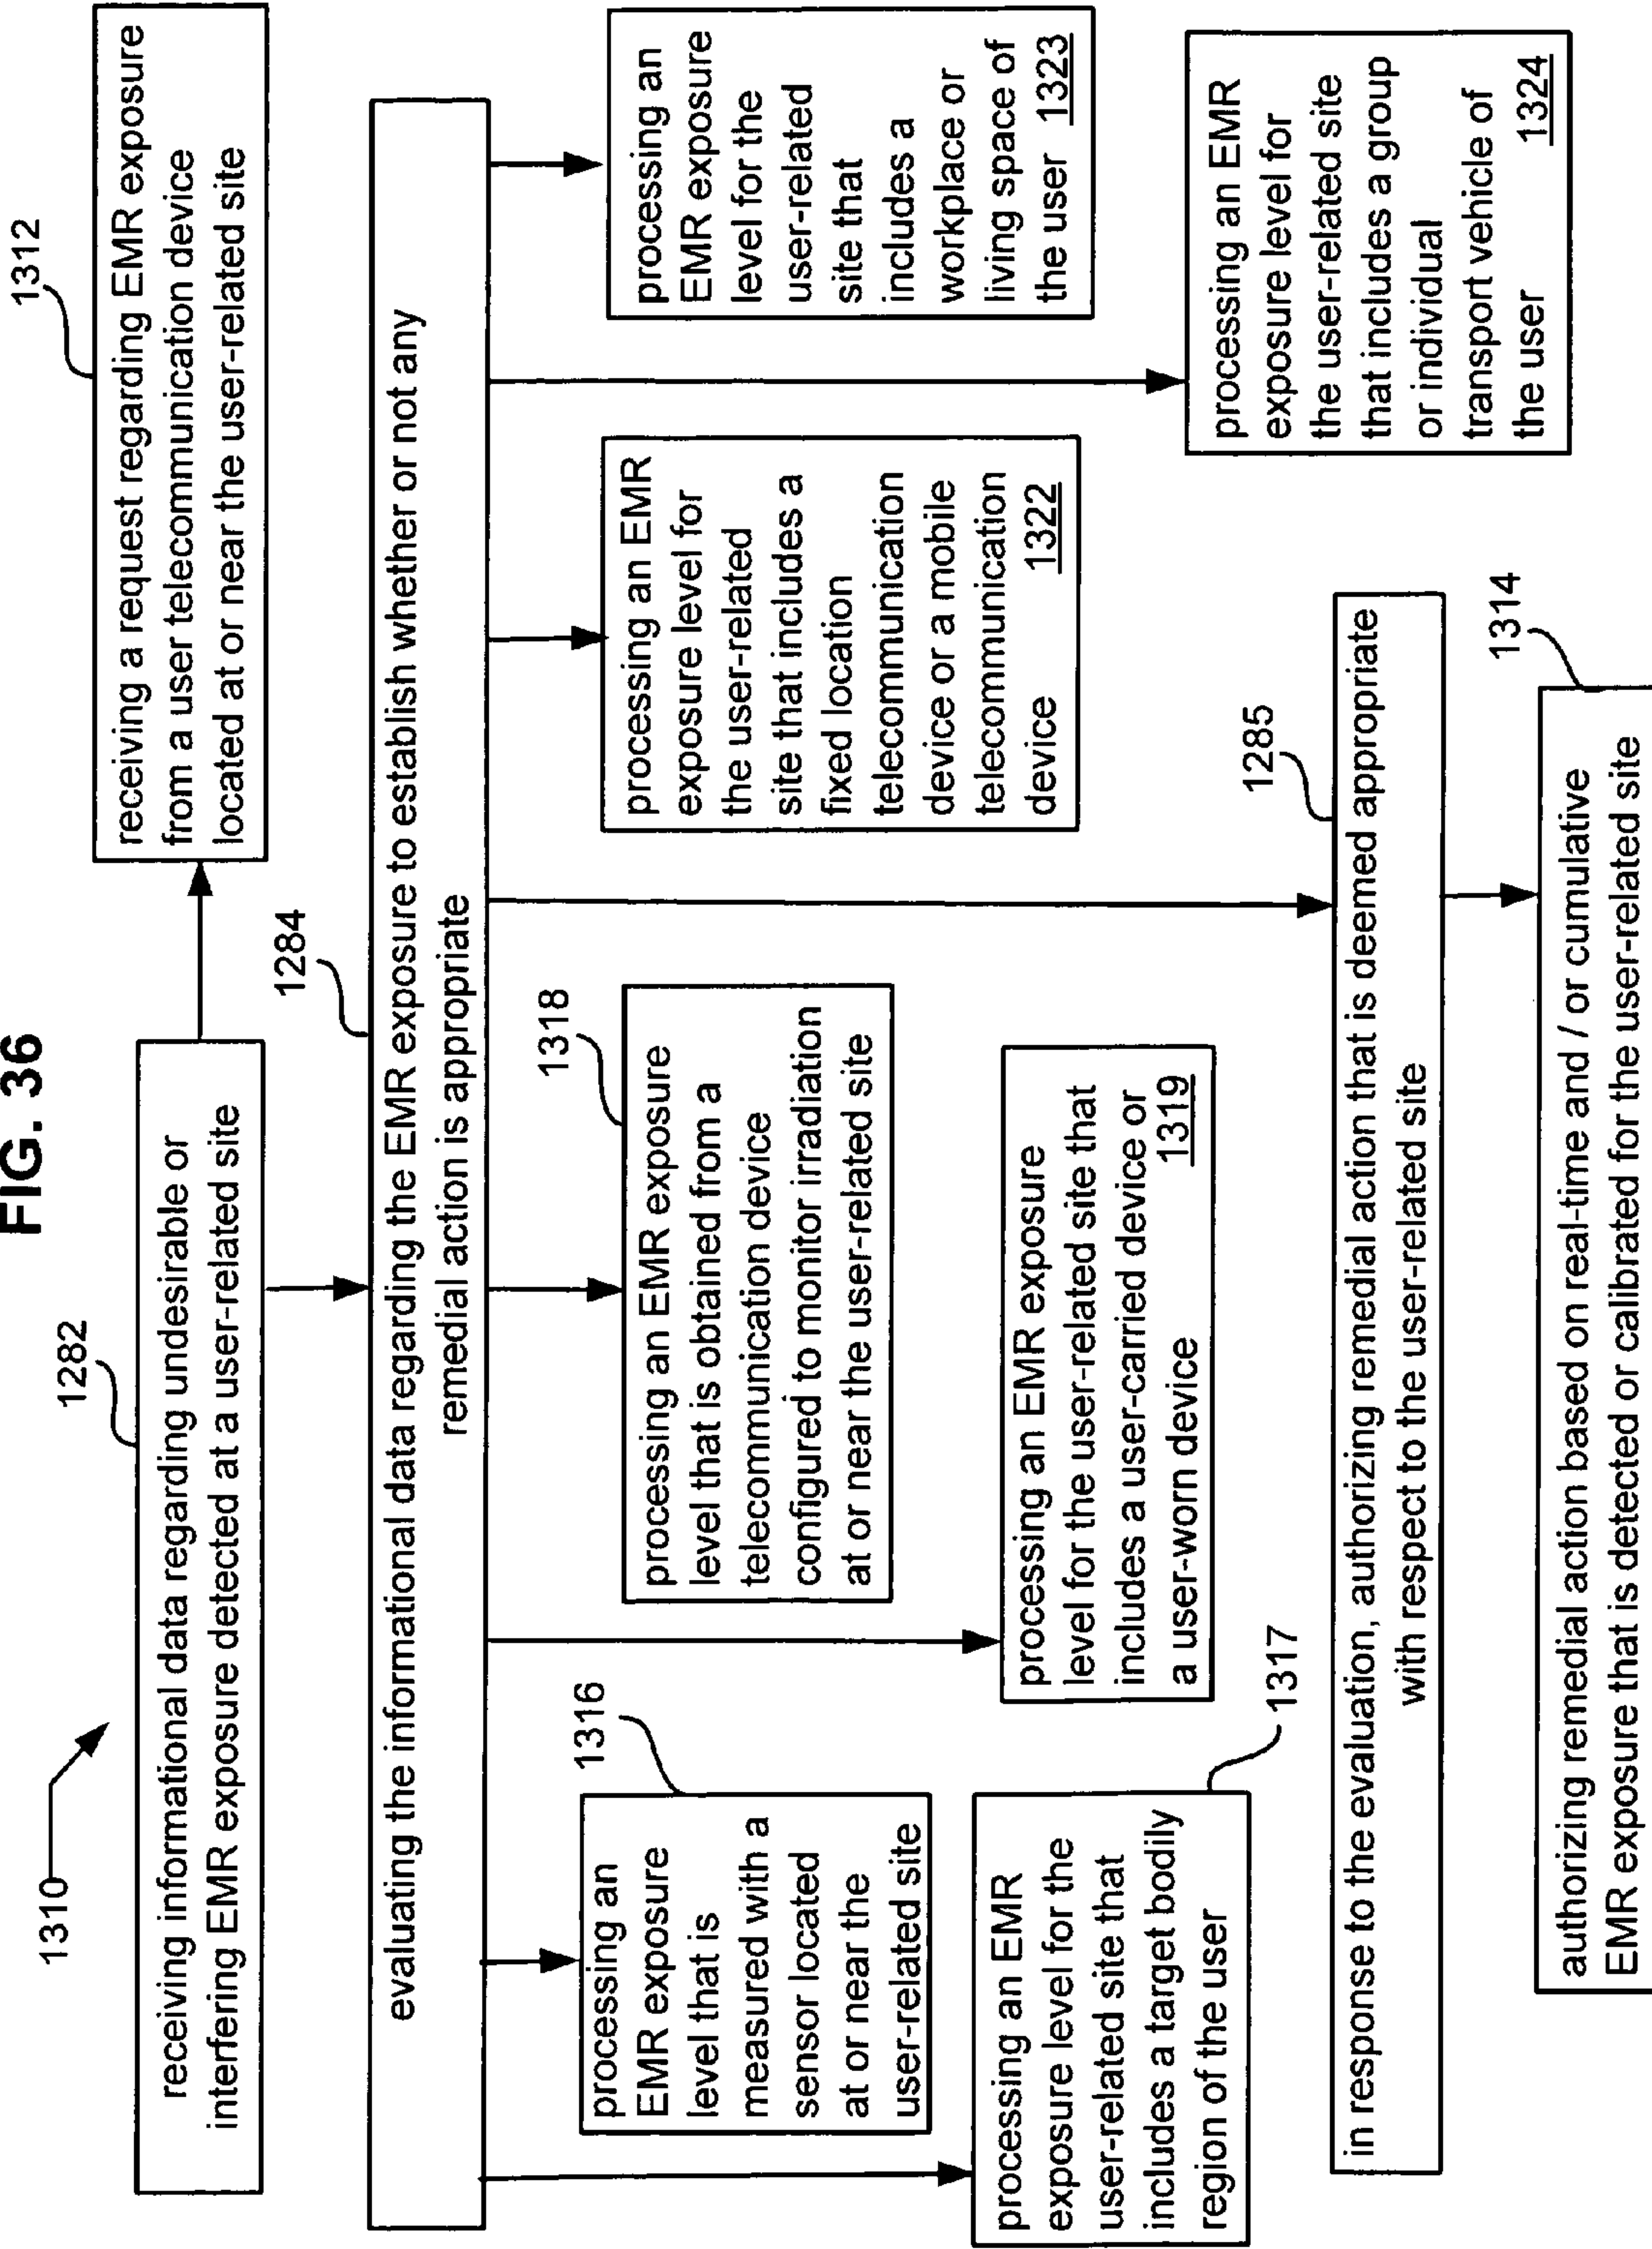 FIG. 36
1310
1282
receiving informational data regarding undesirable or
interfering EMR exposure detected at a user-related site
1312
receiving a request regarding EMR exposure
from a user telecommunication device
located at or near the user-related site
1284
evaluating the informational data regarding the EMR exposure to establish whether or not any
remedial action is appropriate
1316
processing an
EMR exposure
level that is
measured with a
sensor located
at or near the
user-related site
1318
processing an EMR exposure
level that is obtained from a
telecommunication device
configured to monitor irradiation
at or near the user-related site
processing an EMR
exposure level for
the user-related
site that includes a
fixed location
telecommunication
device or a mobile
telecommunication
device 1322
processing an
EMR exposure
level for the
user-related
site that
includes a
workplace or
living space of
the user 1323
processing an EMR
exposure level for the
user-related site that
includes a target bodily
region of the user
1317
processing an EMR exposure
level for the user-related site that
includes a user-carried device or
a user-worn device 1319
processing an EMR
exposure level for
the user-related site
that includes a group
or individual
transport vehicle of
the user 1324
1285
in response to the evaluation, authorizing remedial action that is deemed appropriate
with respect to the user-related site
1314
authorizing remedial action based on real-time and / or cumulative
EMR exposure that is detected or calibrated for the user-related site